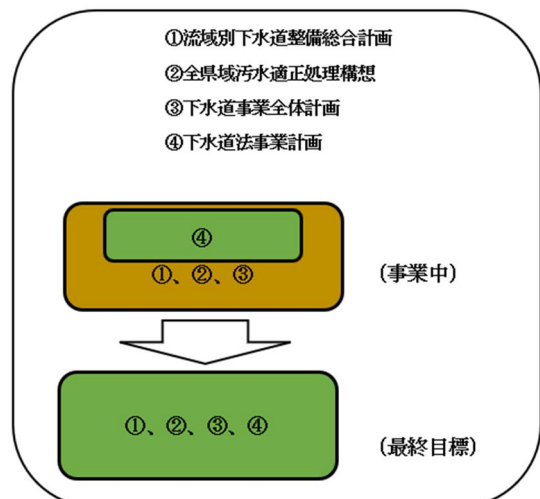 ①流域別下水道整備総合計画
②全県域汚水適正処理構想
③下水道事業全体計画
④下水道法事業計画
④
①、②、③
(事業中)
①、②、③、④
(最終目標)